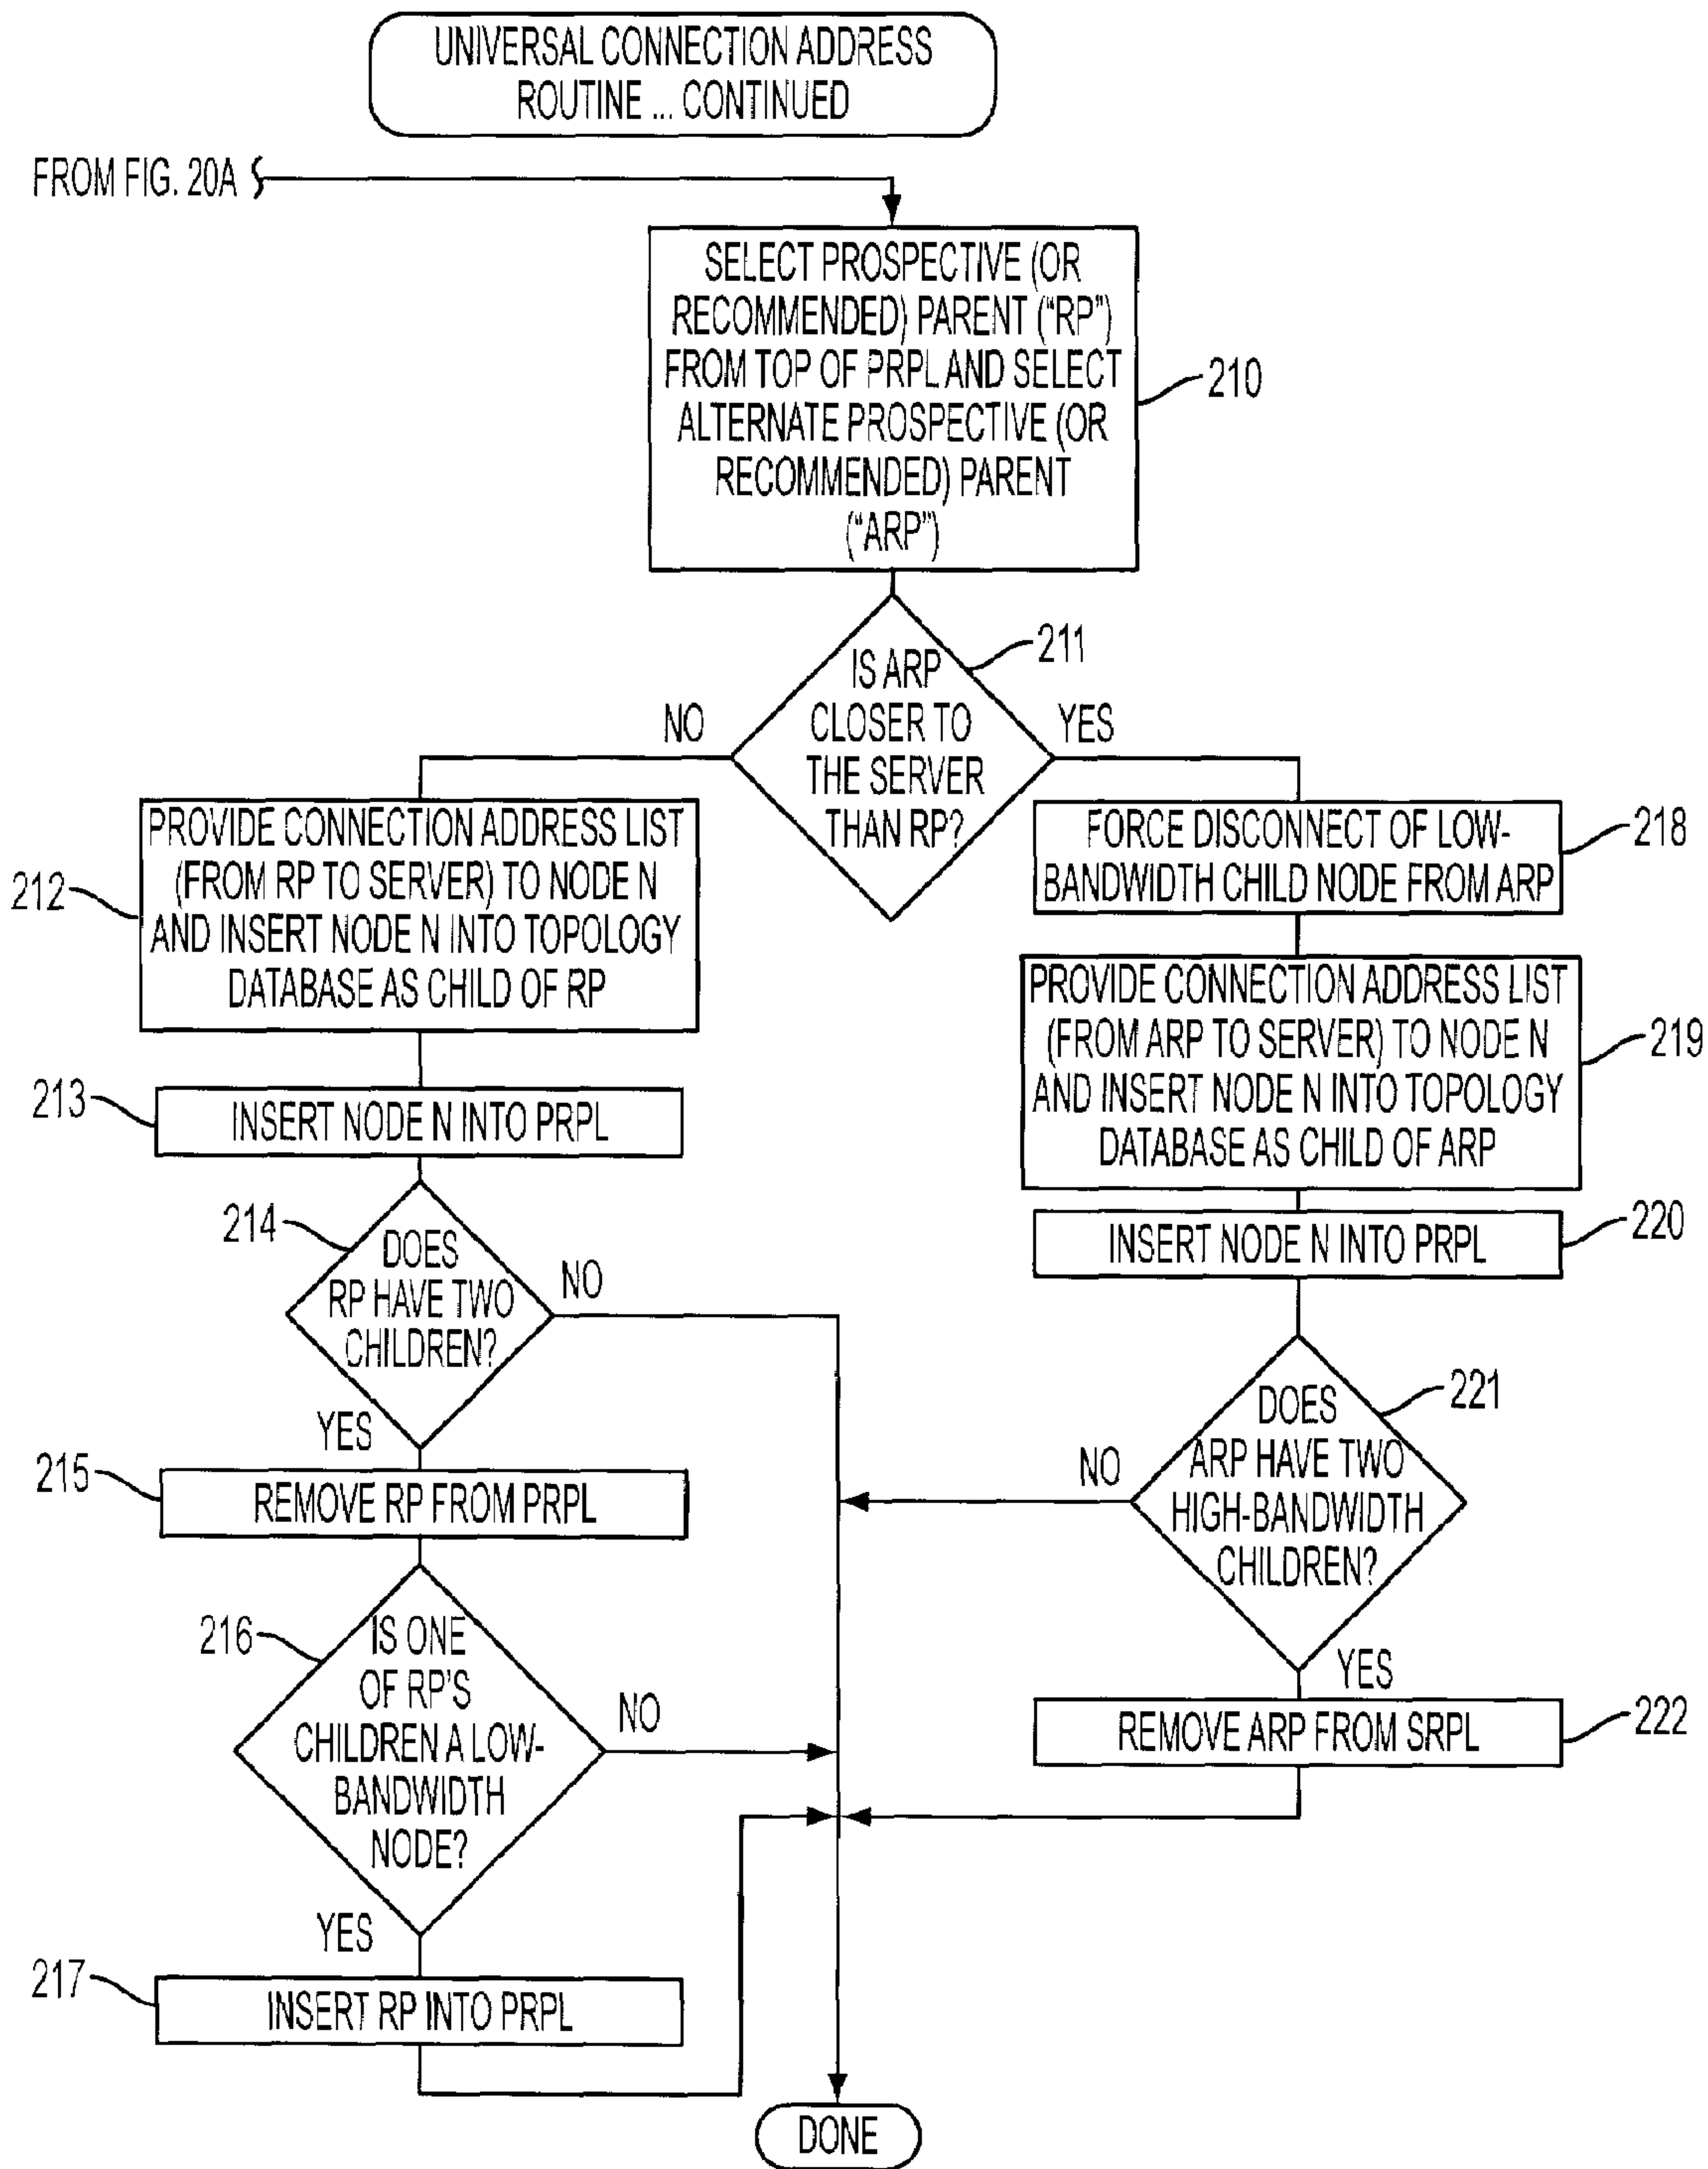 UNIVERSAL CONNECTION ADDRESS
ROUTINE ... CONTINUED
FROM FIG. 20A
SELECT PROSPECTIVE (OR
RECOMMENDED) PARENT ("RP")
FROM TOP OF PRPL AND SELECT
ALTERNATE PROSPECTIVE (OR
RECOMMENDED) PARENT
("ARP")
210
IS ARP
CLOSER TO
THE SERVER
THAN RP?
211
NO
YES
PROVIDE CONNECTION ADDRESS LIST
(FROM RP TO SERVER) TO NODE N
AND INSERT NODE N INTO TOPOLOGY
DATABASE AS CHILD OF RP
212
INSERT NODE N INTO PRPL
213
DOES
RP HAVE TWO
CHILDREN?
214
NO
YES
REMOVE RP FROM PRPL
215
IS ONE
OF RP'S
CHILDREN A LOW-
BANDWIDTH
NODE?
216
NO
YES
INSERT RP INTO PRPL
217
FORCE DISCONNECT OF LOW-
BANDWIDTH CHILD NODE FROM ARP
218
PROVIDE CONNECTION ADDRESS LIST
(FROM ARP TO SERVER) TO NODE N
AND INSERT NODE N INTO TOPOLOGY
DATABASE AS CHILD OF ARP
219
INSERT NODE N INTO PRPL
220
DOES
ARP HAVE TWO
HIGH-BANDWIDTH
CHILDREN?
221
NO
YES
REMOVE ARP FROM SRPL
222
DONE